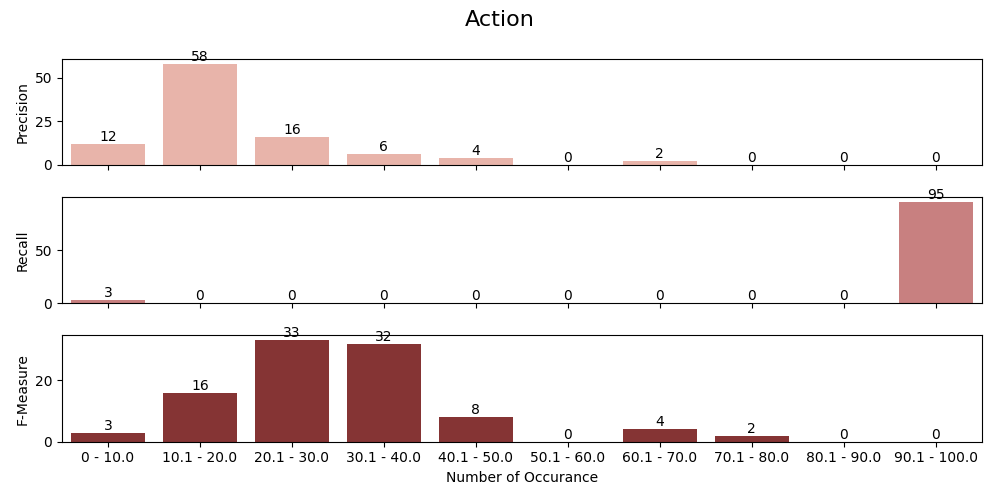 Action
Precision
50
25
0
12 58 16 6 4 0 2 0 0 0
Recall
50
0
3 0 0 0 0 0 0 0 0 95
F-Measure
20
0
3 16 33 32 8 0 4 2 0 0
0 - 10.0 10.1 - 20.0 20.1 - 30.0 30.1 - 40.0 40.1 - 50.0 50.1 - 60.0 60.1 - 70.0 70.1 - 80.0 80.1 - 90.0 90.1 - 100.0
Number of Occurance